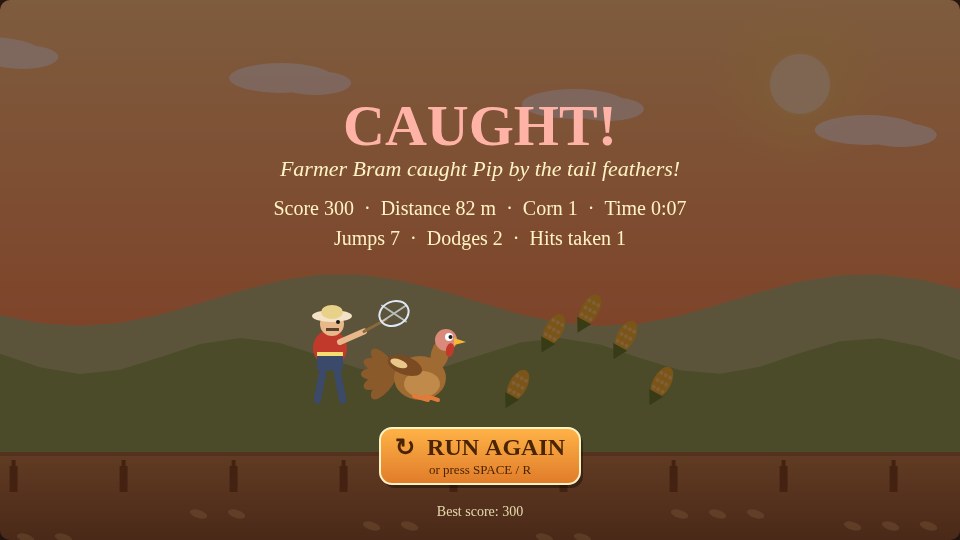 CAUGHT!
Farmer Bram caught Pip by the tail feathers!
Score 300 · Distance 82 m · Corn 1 · Time 0:07
Jumps 7 · Dodges 2 · Hits taken 1
↻ RUN AGAIN
or press SPACE / R
Best score: 300